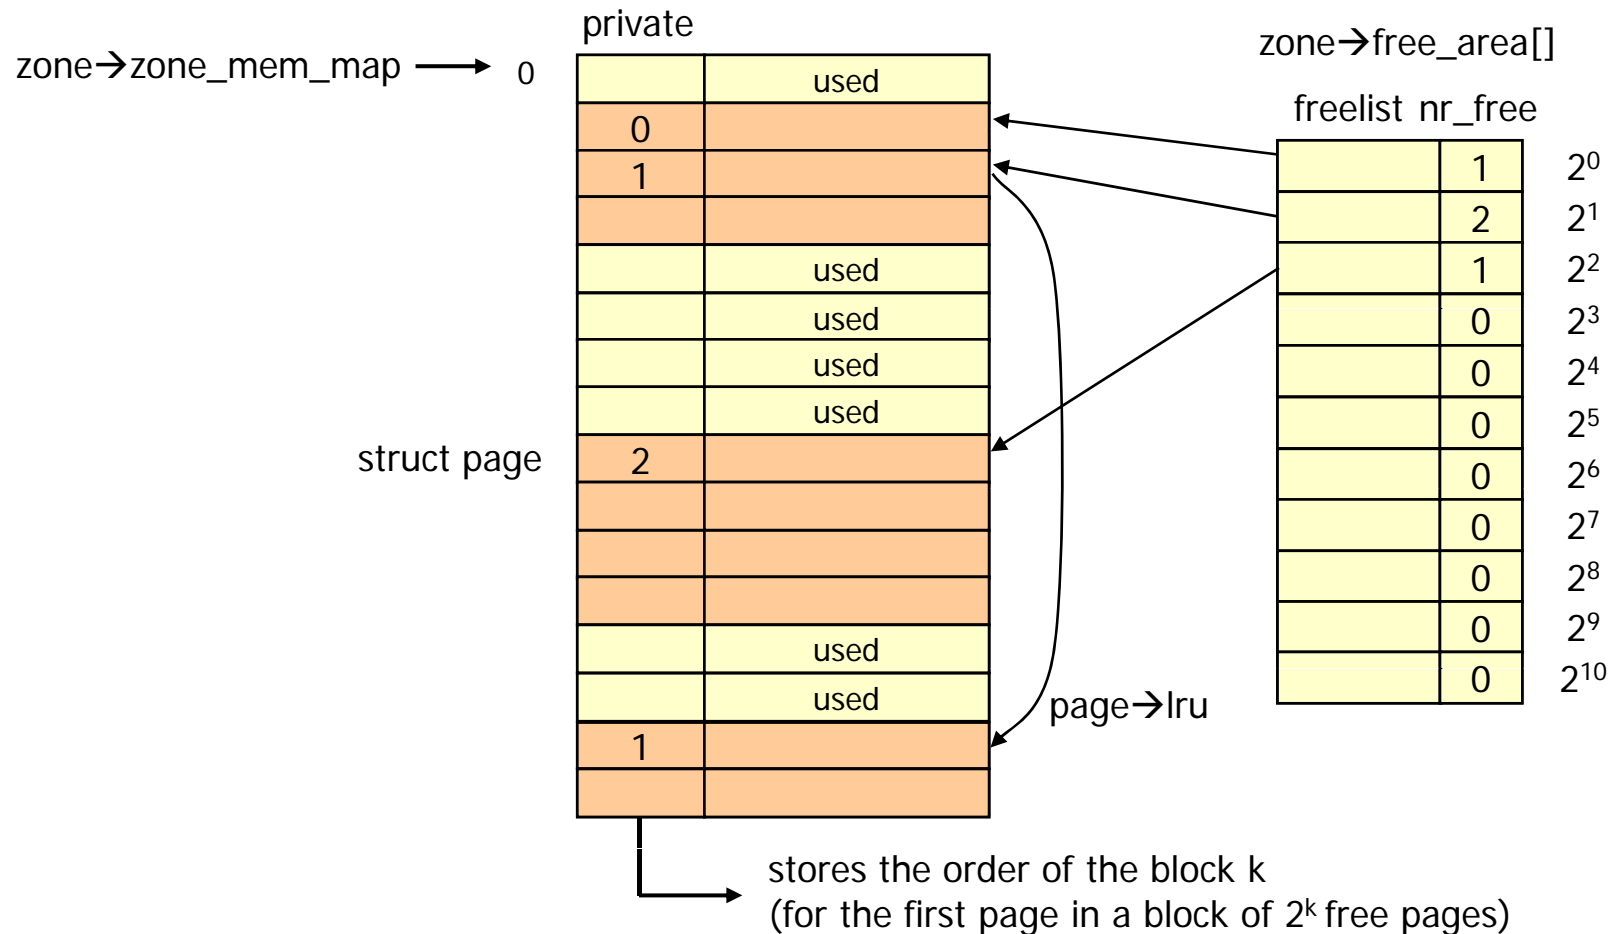 private
zone→free_area[]
zone→zone_mem_map
0
used
freelist nr_free
0
1
used
used
used
used
struct page
2
used
used
1
page→lru
1 2⁰
2 2¹
1 2²
0 2³
0 2⁴
0 2⁵
0 2⁶
0 2⁷
0 2⁸
0 2⁹
0 2¹⁰
stores the order of the block k
(for the first page in a block of 2ᵏ free pages)